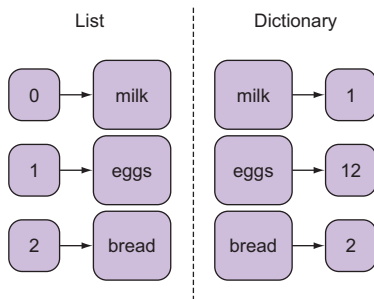 List
0 milk
1 eggs
2 bread
Dictionary
milk 1
eggs 12
bread 2